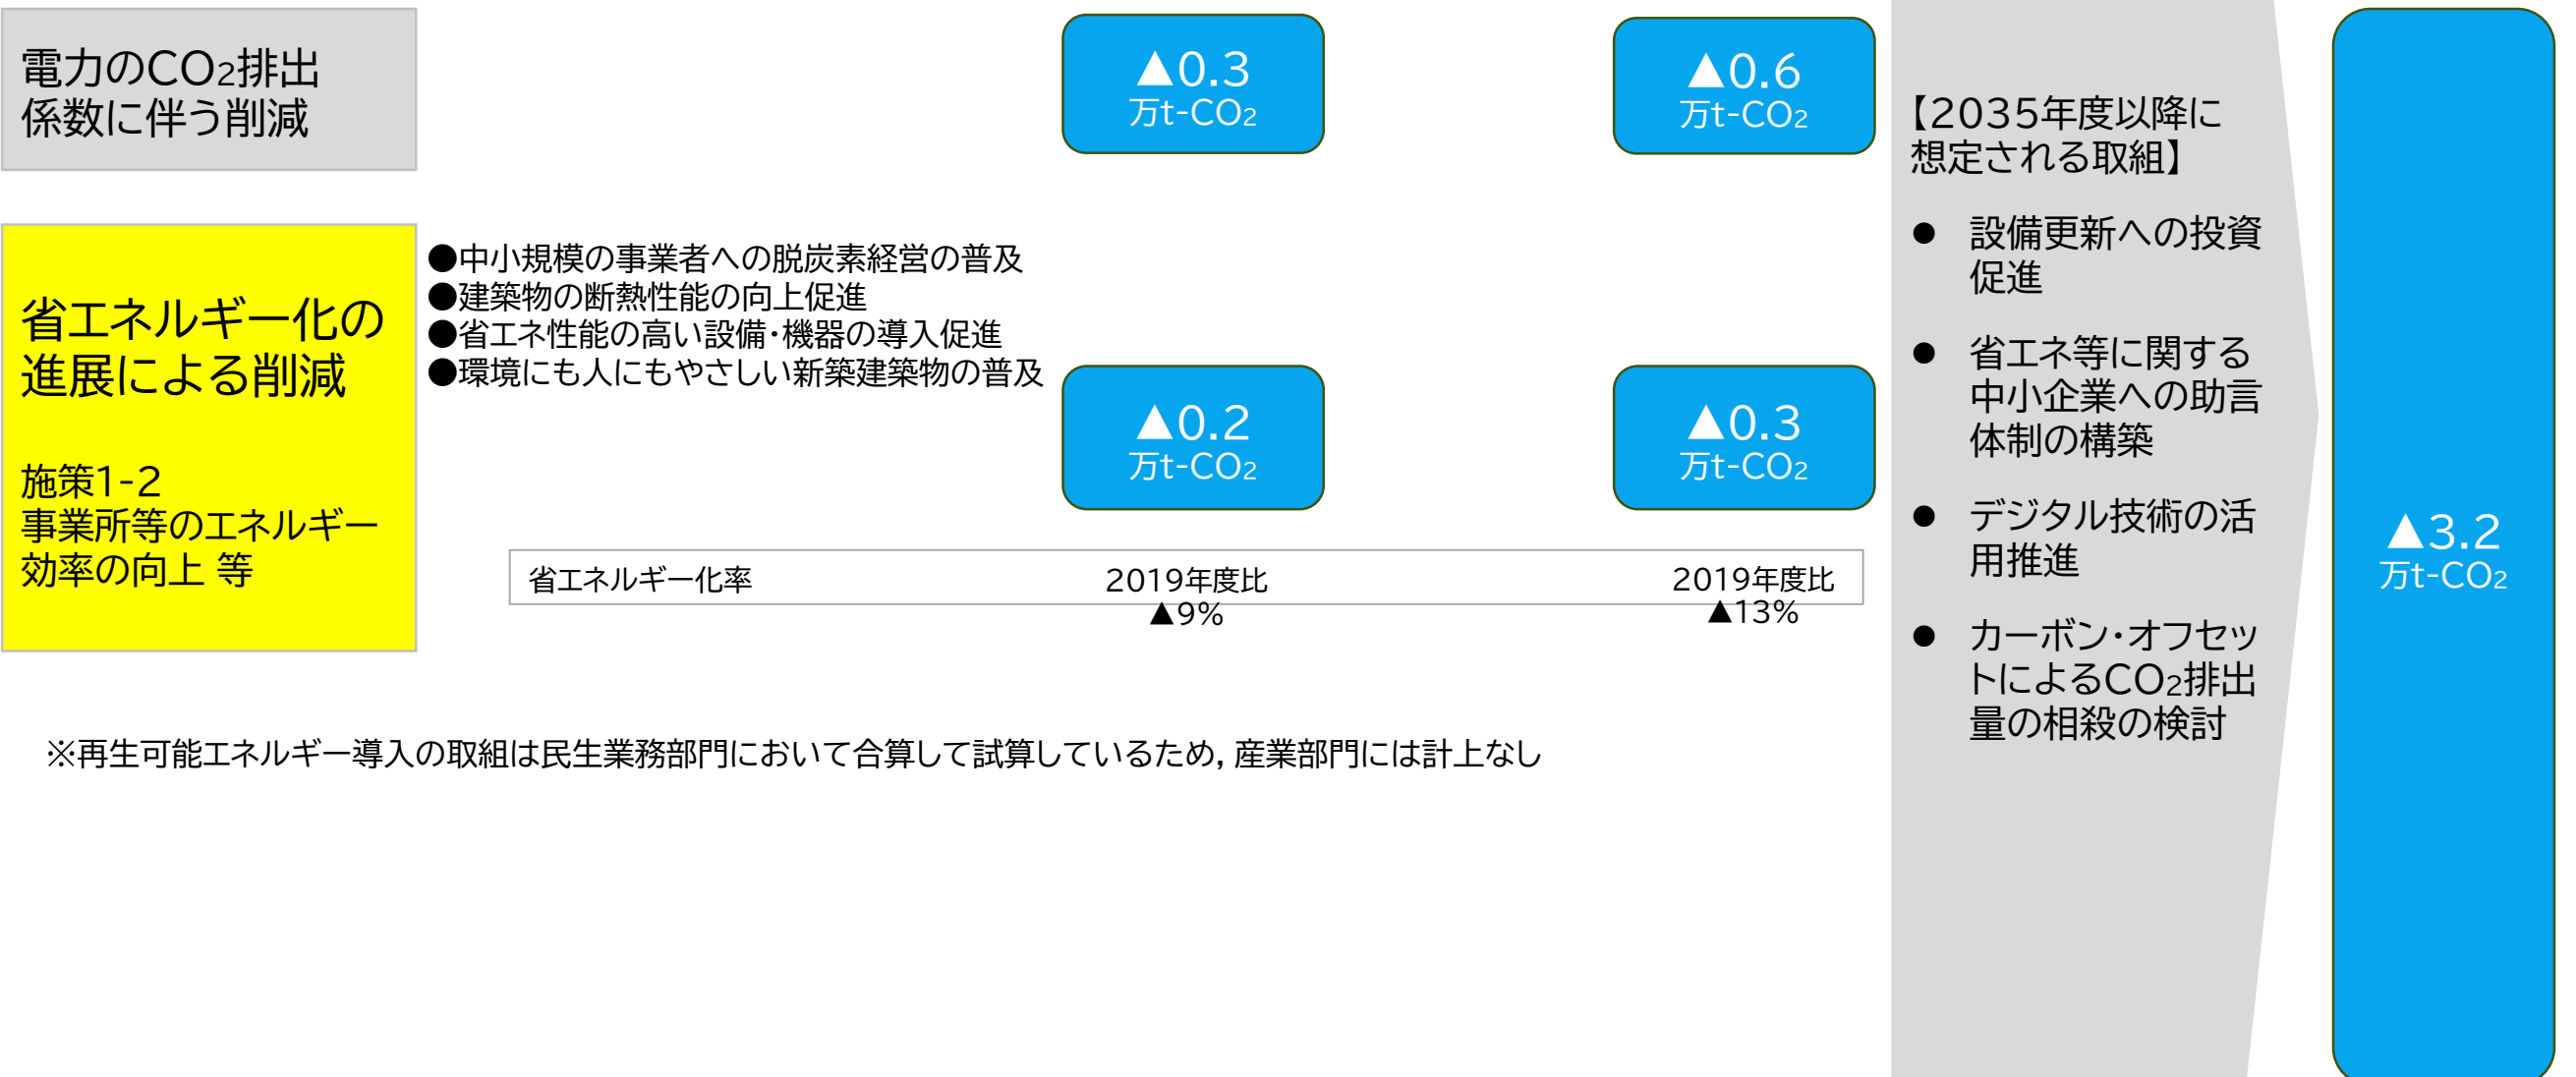 電力のCO₂排出
係数に伴う削減
▲0.3
万t-CO₂
▲0.6
万t-CO₂
省エネルギー化の
進展による削減
施策1-2
事業所等のエネルギー
効率の向上 等
●中小規模の事業者への脱炭素経営の普及
●建築物の断熱性能の向上促進
●省エネ性能の高い設備・機器の導入促進
●環境にも人にもやさしい新築建築物の普及
▲0.2
万t-CO₂
▲0.3
万t-CO₂
省エネルギー化率
2019年度比
▲9%
2019年度比
▲13%
※再生可能エネルギー導入の取組は民生業務部門において合算して試算しているため，産業部門には計上なし
【2035年度以降に
想定される取組】
● 設備更新への投資
促進
● 省エネ等に関する
中小企業への助言
体制の構築
● デジタル技術の活
用推進
● カーボン・オフセッ
トによるCO₂排出
量の相殺の検討
▲3.2
万t-CO₂